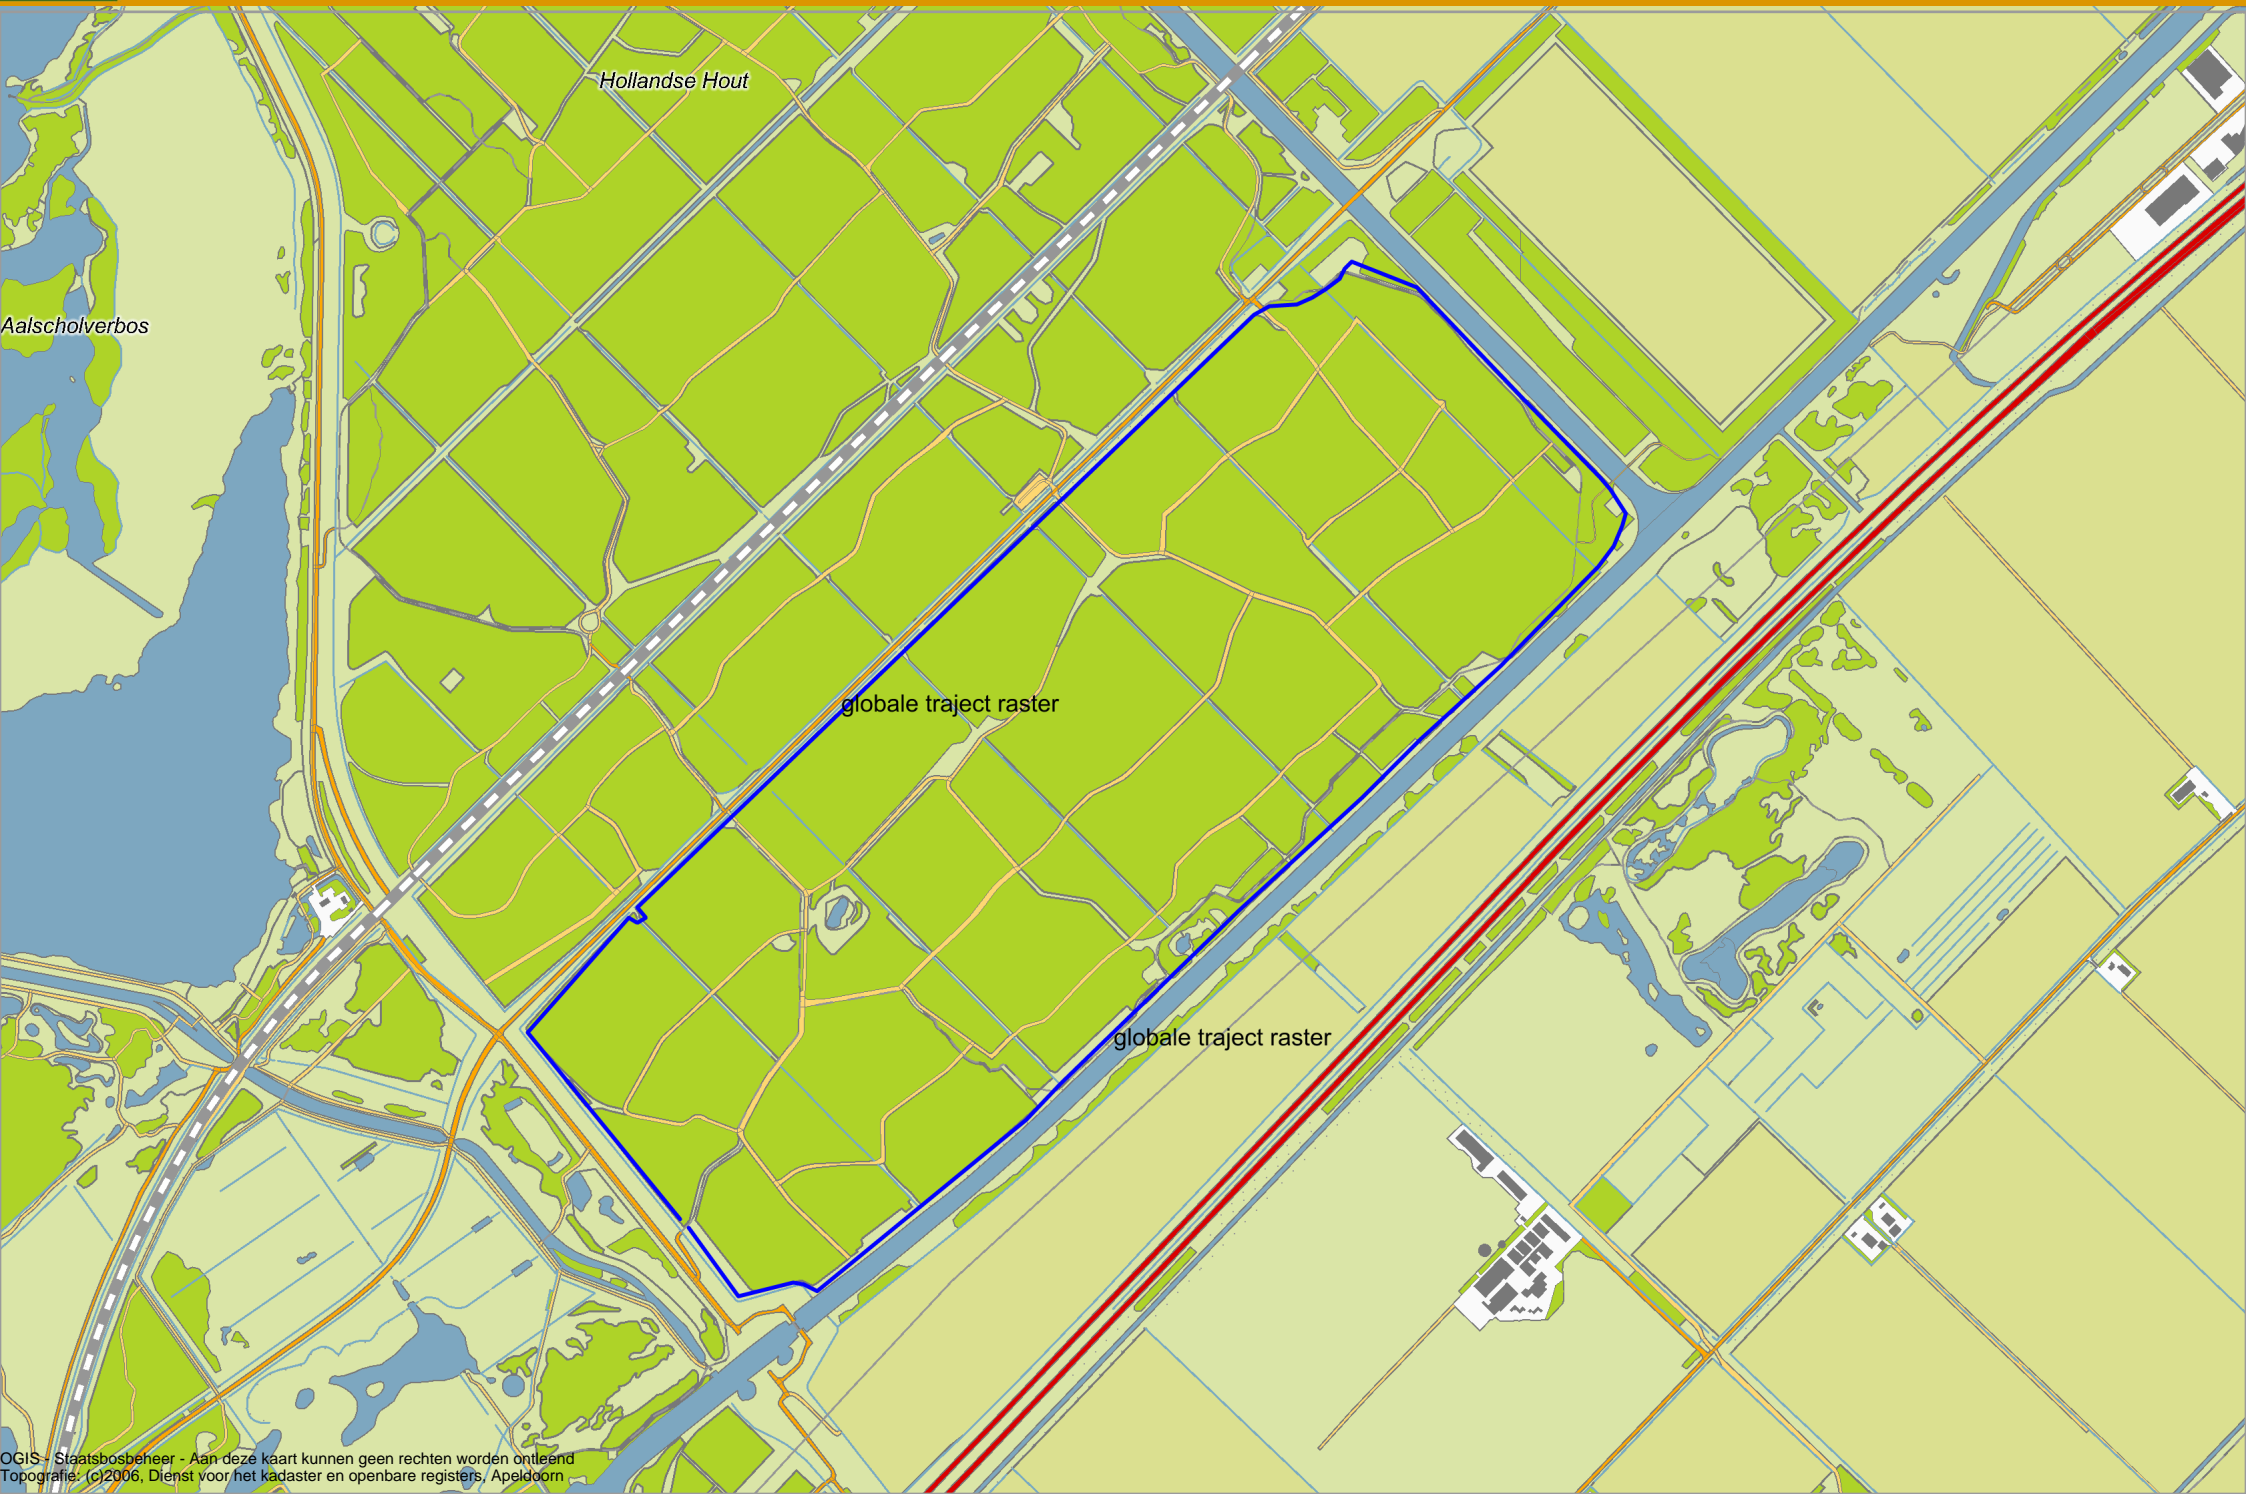 Hollandse Hout
Aalscholverbos
globale traject raster
globale traject raster
OGIS - Staatsbosbeheer - Aan deze kaart kunnen geen rechten worden ontleend
Topografie: (c)2006, Dienst voor het kadaster en openbare registers, Apeldoorn